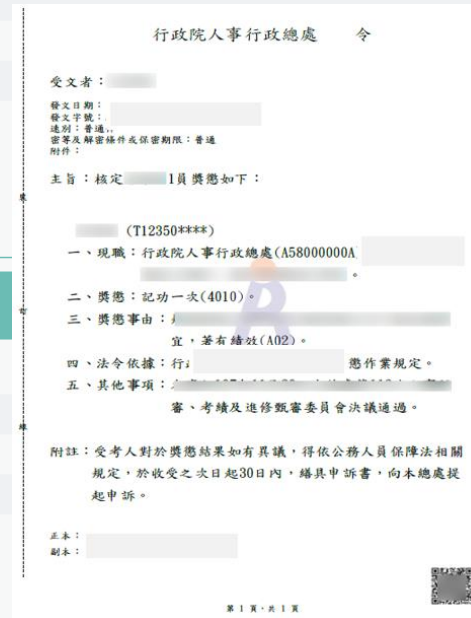 行政院人事行政總處 令
受文者：
發文日期：
發文字號：
速別：普通
密等及解密條件或保密期限：普通
附件：
主旨：核定 1員獎懲如下：
裝
(T12350****)
一、現職：行政院人事行政總處(A58000000A
。
訂
二、獎懲：記功一次(4010)。
三、獎懲事由：
宜，著有績效(A02)。
四、法令依據：行 懲作業規定。
五、其他事項：
審、考績及進修甄審委員會決議通過。
線
附註：受考人對於獎懲結果如有異議，得依公務人員保障法相關
規定，於收受之次日起30日內，繕具申訴書，向本總處提
起申訴。
正本：
副本：
第 1 頁，共 1 頁